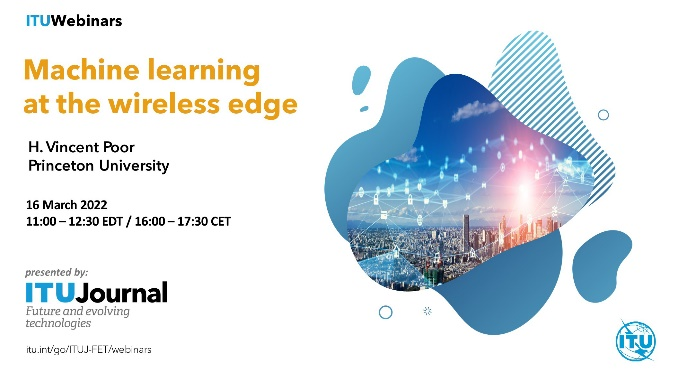 ITUWebinars
Machine learning
at the wireless edge
H. Vincent Poor
Princeton University
16 March 2022
11:00 – 12:30 EDT / 16:00 – 17:30 CET
presented by:
ITUJournal
Future and evolving
technologies
itu.int/go/ITUJ-FET/webinars
ITU